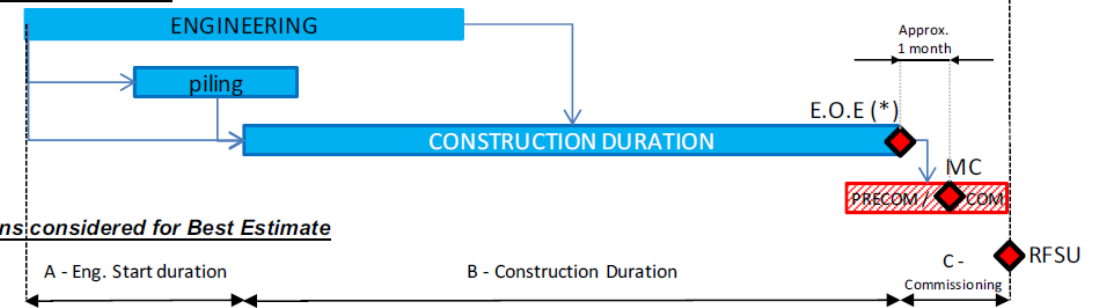 ENGINEERING
Approx.
1 month
piling
E.O.E (*)
CONSTRUCTION DURATION
MC
PRECOM / COM
ns considered for Best Estimate
RFSU
A - Eng. Start duration
B - Construction Duration
C -
Commissioning